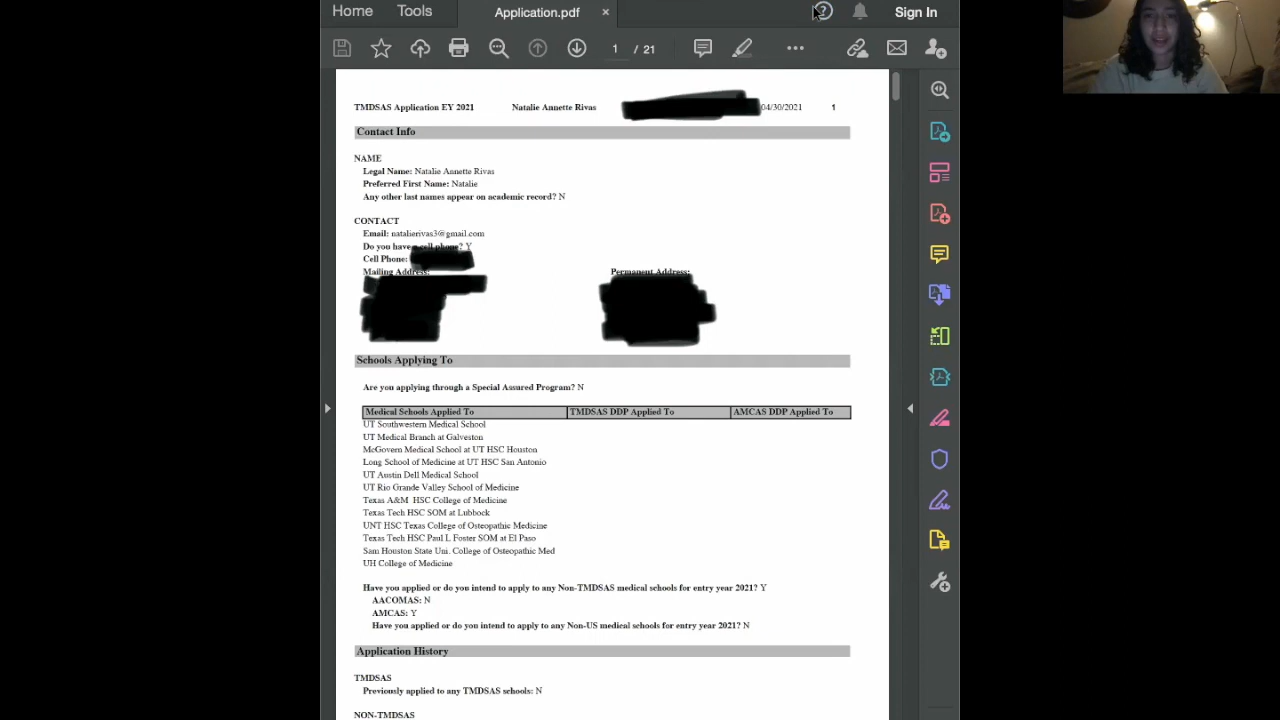 Home Tools Application.pdf × Sign In
1 / 21
TMDSAS Application EY 2021 Natalie Annette Rivas 04/30/2021 1
Contact Info
NAME
Legal Name: Natalie Annette Rivas
Preferred First Name: Natalie
Any other last names appear on academic record? N
CONTACT
Email: natalierivas3@gmail.com
Do you have a cell phone? Y
Cell Phone:
Mailing Address: Permanent Address:
Schools Applying To
Are you applying through a Special Assured Program? N
Medical Schools Applied To TMDSAS DDP Applied To AMCAS DDP Applied To
UT Southwestern Medical School
UT Medical Branch at Galveston
McGovern Medical School at UT HSC Houston
Long School of Medicine at UT HSC San Antonio
UT Austin Dell Medical School
UT Rio Grande Valley School of Medicine
Texas A&M HSC College of Medicine
Texas Tech HSC SOM at Lubbock
UNT HSC Texas College of Osteopathic Medicine
Texas Tech HSC Paul L Foster SOM at El Paso
Sam Houston State Uni. College of Osteopathic Med
UH College of Medicine
Have you applied or do you intend to apply to any Non-TMDSAS medical schools for entry year 2021? Y
AACOMAS: N
AMCAS: Y
Have you applied or do you intend to apply to any Non-US medical schools for entry year 2021? N
Application History
TMDSAS
Previously applied to any TMDSAS schools: N
NON-TMDSAS